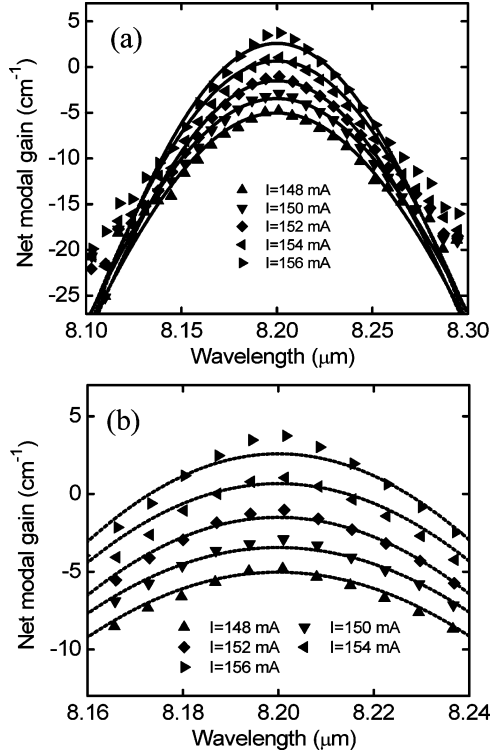 (a)
5
0
-5
-10
-15
-20
-25
Net modal gain (cm-1)
I=148 mA
I=150 mA
I=152 mA
I=154 mA
I=156 mA
8.10 8.15 8.20 8.25 8.30
Wavelength (μm)
(b)
5
0
-5
-10
Net modal gain (cm-1)
I=148 mA I=150 mA
I=152 mA I=154 mA
I=156 mA
8.16 8.18 8.20 8.22 8.24
Wavelength (μm)